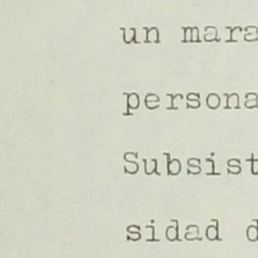 un mara
persona
Subsist
sidad d